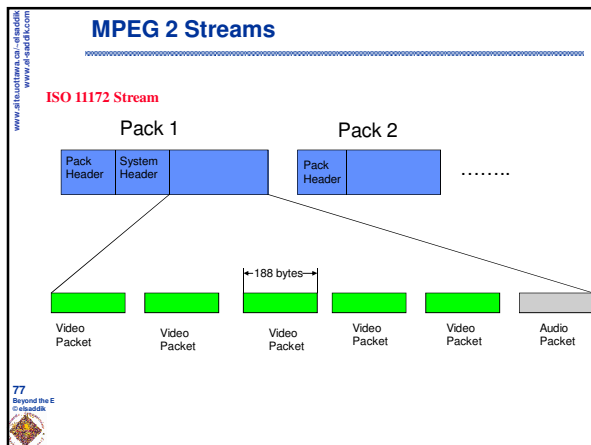 www.site.uottawa.ca/~elsaddik
www.el-saddik.com
MPEG 2 Streams
ISO 11172 Stream
Pack 1
Pack 2
Pack
Header
System
Header
Pack
Header
........
188 bytes
Video
Packet
Video
Packet
Video
Packet
Video
Packet
Video
Packet
Audio
Packet
77
Beyond the E
© elsaddik